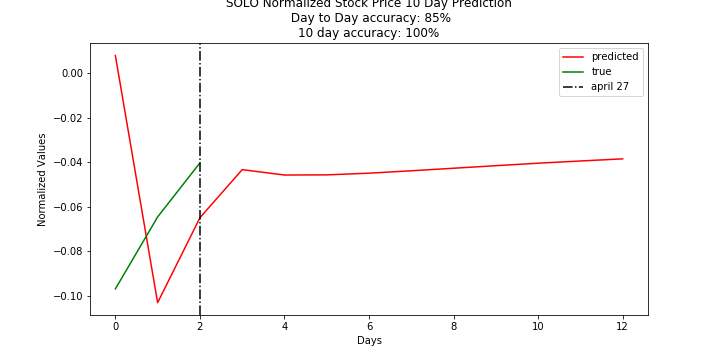 SOLO Normalized Stock Price 10 Day Prediction
Day to Day accuracy: 85%
10 day accuracy: 100%
predicted
true
april 27
0.00
−0.02
−0.04
−0.06
−0.08
−0.10
Normalized Values
0 2 4 6 8 10 12
Days